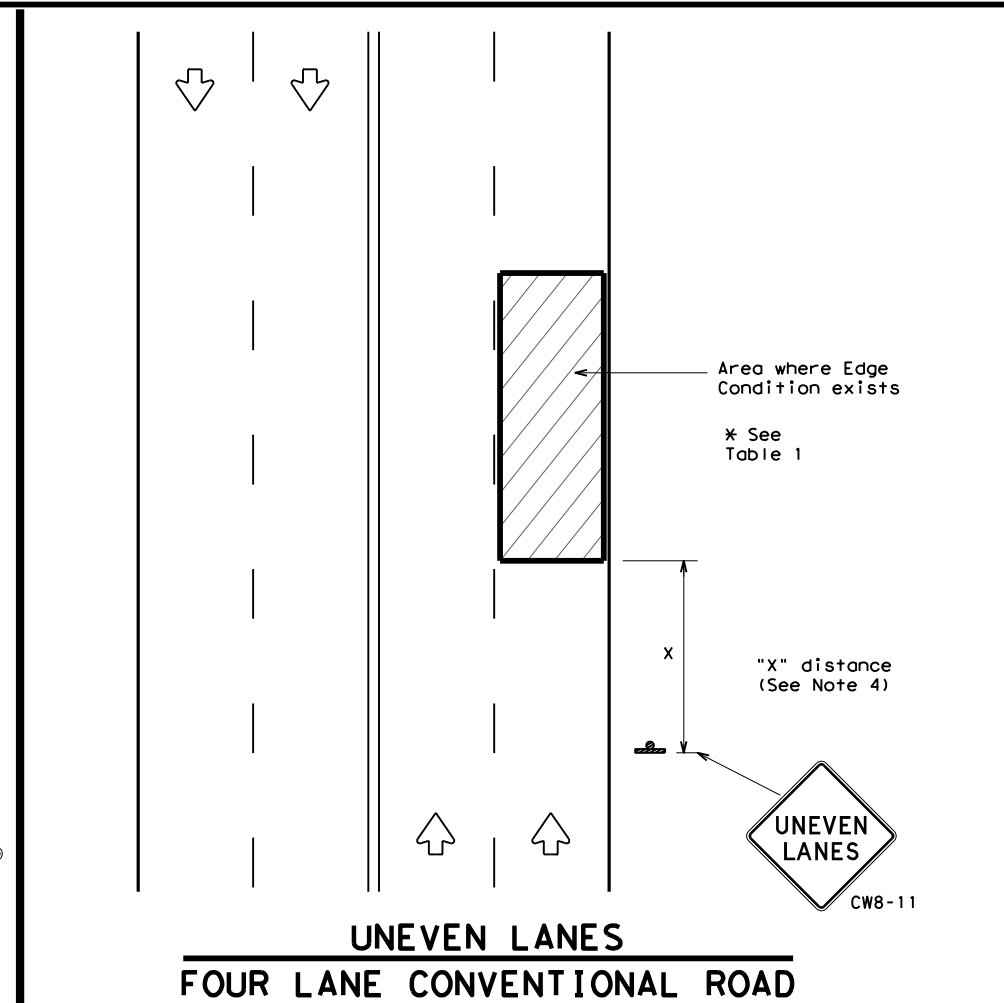 Area where Edge
Condition exists
* See
Table 1
X
"X" distance
(See Note 4)
UNEVEN
LANES
CW8-11
UNEVEN LANES
FOUR LANE CONVENTIONAL ROAD